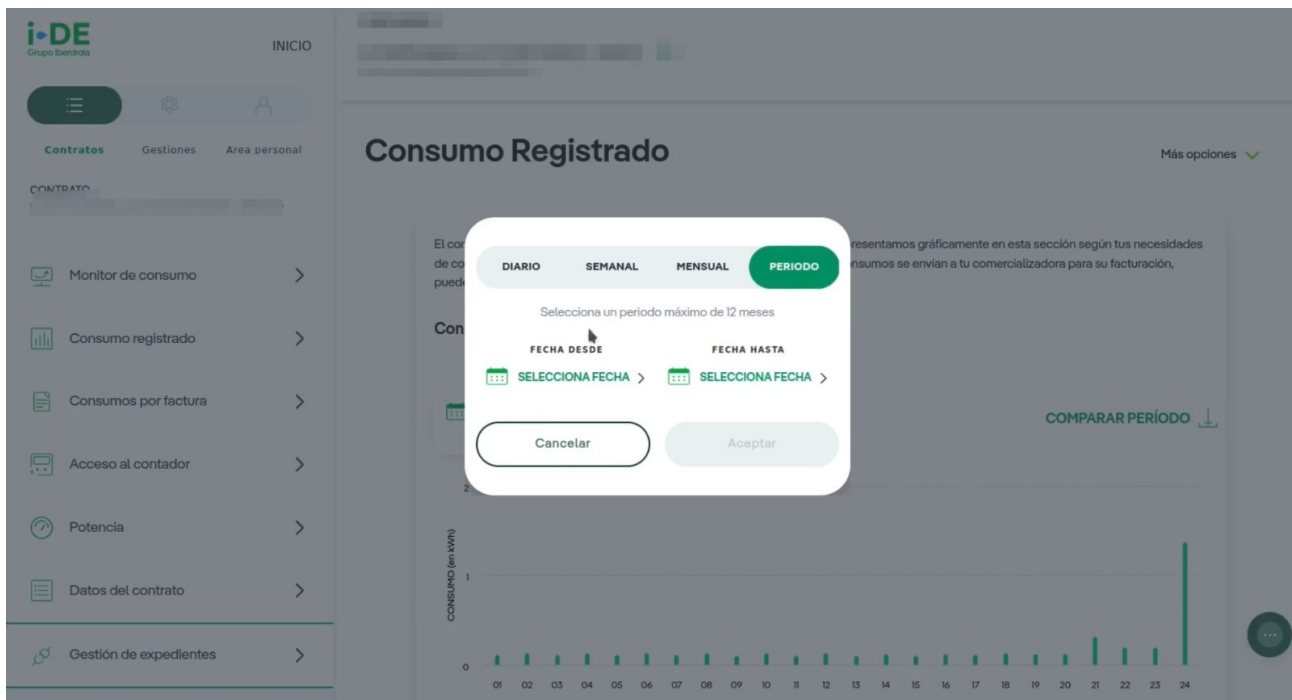 i-DE
Grupo Iberdrola
INICIO
Contratos Gestiones Area personal
CONTRATO
Monitor de consumo
Consumo registrado
Consumos por factura
Acceso al contador
Potencia
Datos del contrato
Gestión de expedientes
Consumo Registrado
Más opciones
El con
resentamos gráficamente en esta sección según tus necesidades
de co
nsumos se envían a tu comercializadora para su facturación,
puede
Con
DIARIO SEMANAL MENSUAL PERIODO
Selecciona un periodo máximo de 12 meses
FECHA DESDE FECHA HASTA
SELECCIONA FECHA SELECCIONA FECHA
Cancelar Aceptar
COMPARAR PERÍODO
CONSUMO (en kWh)
2
1
0
01 02 03 04 05 06 07 08 09 10 11 12 13 14 15 16 17 18 19 20 21 22 23 24